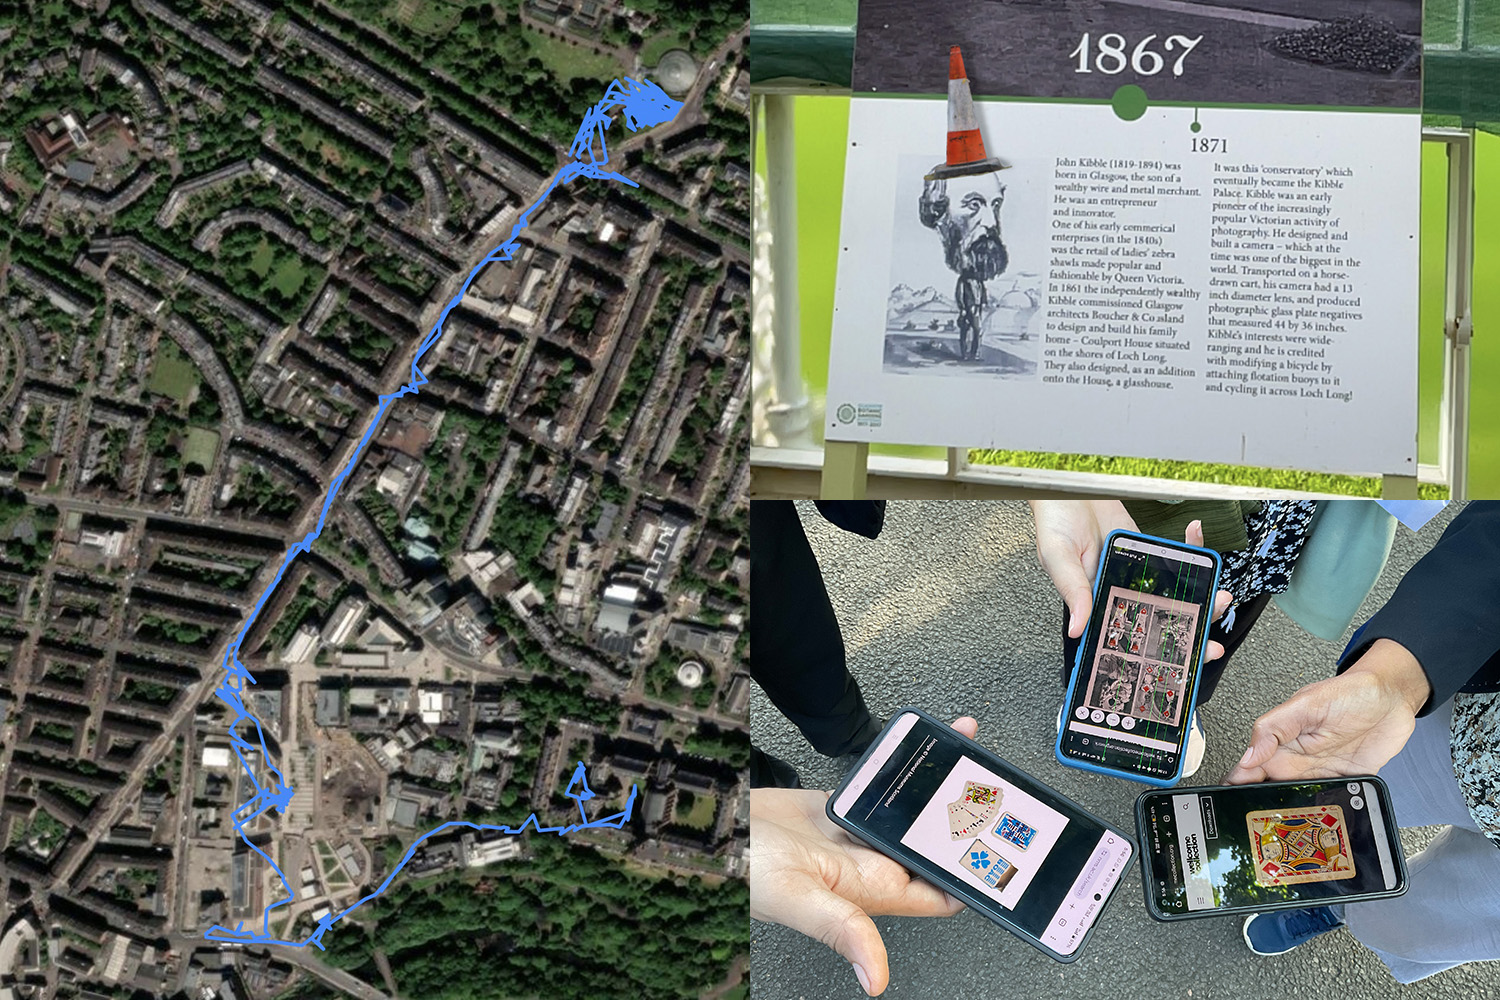 1867
1871
John Kibble (1819-1894) was
born in Glasgow, the son of a
wealthy wire and metal merchant.
He was an entrepreneur
and innovator.
One of his early commerical
enterprises (in the 1840s)
was the retail of ladies' zebra
shawls made popular and
fashionable by Queen Victoria.
In 1861 the independently wealthy
Kibble commissioned Glasgow
architects Boucher & Cousland
to design and build his family
home – Coulport House situated
on the shores of Loch Long.
They also designed, as an addition
onto the House, a glasshouse.
It was this 'conservatory' which
eventually became the Kibble
Palace. Kibble was an early
pioneer of the increasingly
popular Victorian activity of
photography. He designed and
built a camera – which at the
time was one of the biggest in the
world. Transported on a horse-
drawn cart, his camera had a 13
inch diameter lens, and produced
photographic glass plate negatives
that measured 44 by 36 inches.
Kibble's interests were wide-
ranging and he is credited
with modifying a bicycle by
attaching flotation buoys to it
and cycling it across Loch Long!
BOTANIC
GARDENS
Image © National Museums Scotland
wellcome
collection
Downloads